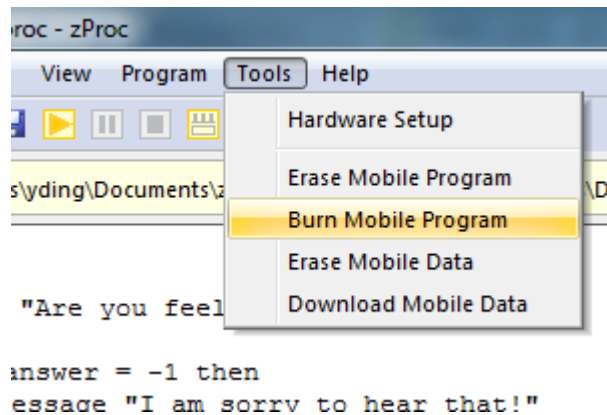 roc - zProc
View Program Tools Help
Hardware Setup
s\yding\Documents\z
Erase Mobile Program
Burn Mobile Program
Erase Mobile Data
Download Mobile Data
"Are you feel
answer = -1 then
essage "I am sorry to hear that!"